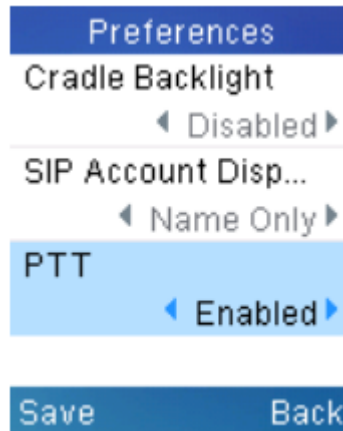 Preferences
Cradle Backlight
Disabled
SIP Account Disp...
Name Only
PTT
Enabled
Save Back